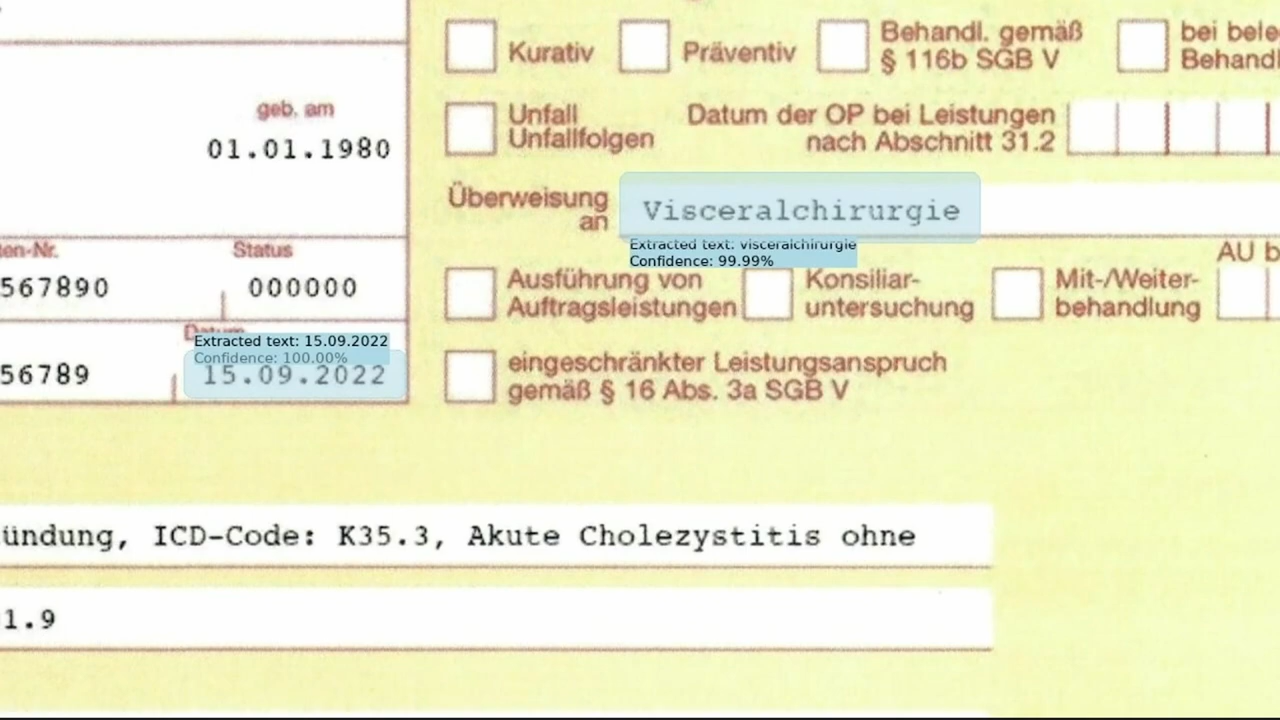 Kurativ
Präventiv
Behandl. gemäß
§ 116b SGB V
bei bele
Behandl
geb. am
01.01.1980
Unfall
Unfallfolgen
Datum der OP bei Leistungen
nach Abschnitt 31.2
Überweisung
an
Visceralchirurgie
Extracted text: Visceralchirurgie
Confidence: 99.99%
en-Nr.
Status
567890
000000
AU b
Ausführung von
Auftragsleistungen
Konsiliar-
untersuchung
Mit-/Weiter-
behandlung
Datum
Extracted text: 15.09.2022
Confidence: 100.00%
56789
15.09.2022
eingeschränkter Leistungsanspruch
gemäß § 16 Abs. 3a SGB V
ündung, ICD-Code: K35.3, Akute Cholezystitis ohne
1.9